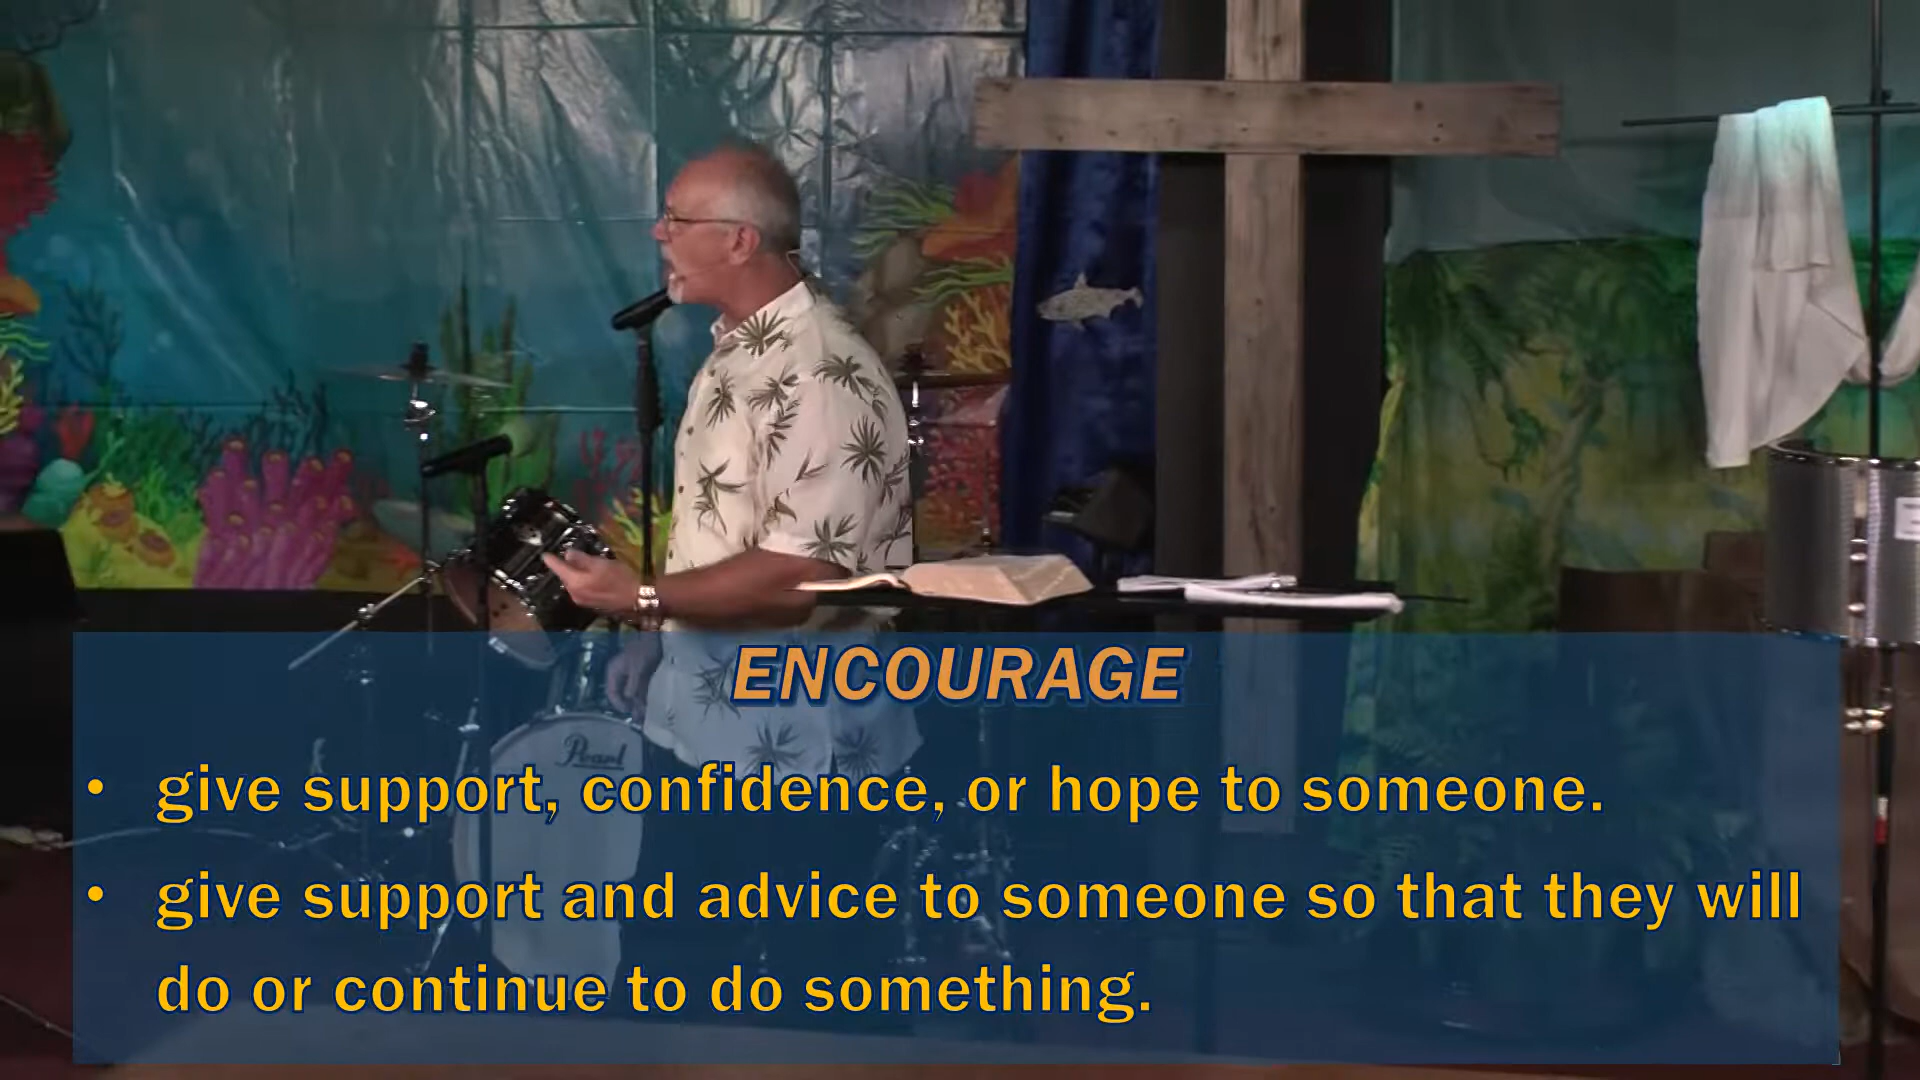 ENCOURAGE
• give support, confidence, or hope to someone.
• give support and advice to someone so that they will
do or continue to do something.
Pearl